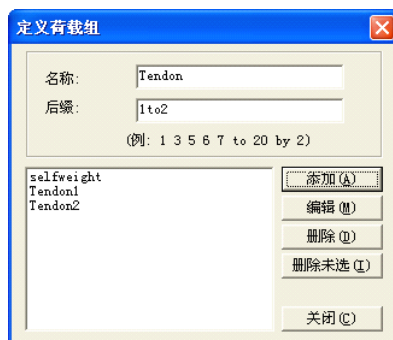 定义荷载组
名称: Tendon
后缀: 1to2
(例: 1 3 5 6 7 to 20 by 2)
selfweight
Tendon1
Tendon2
添加(A)
编辑(M)
删除(D)
删除未选(I)
关闭(C)